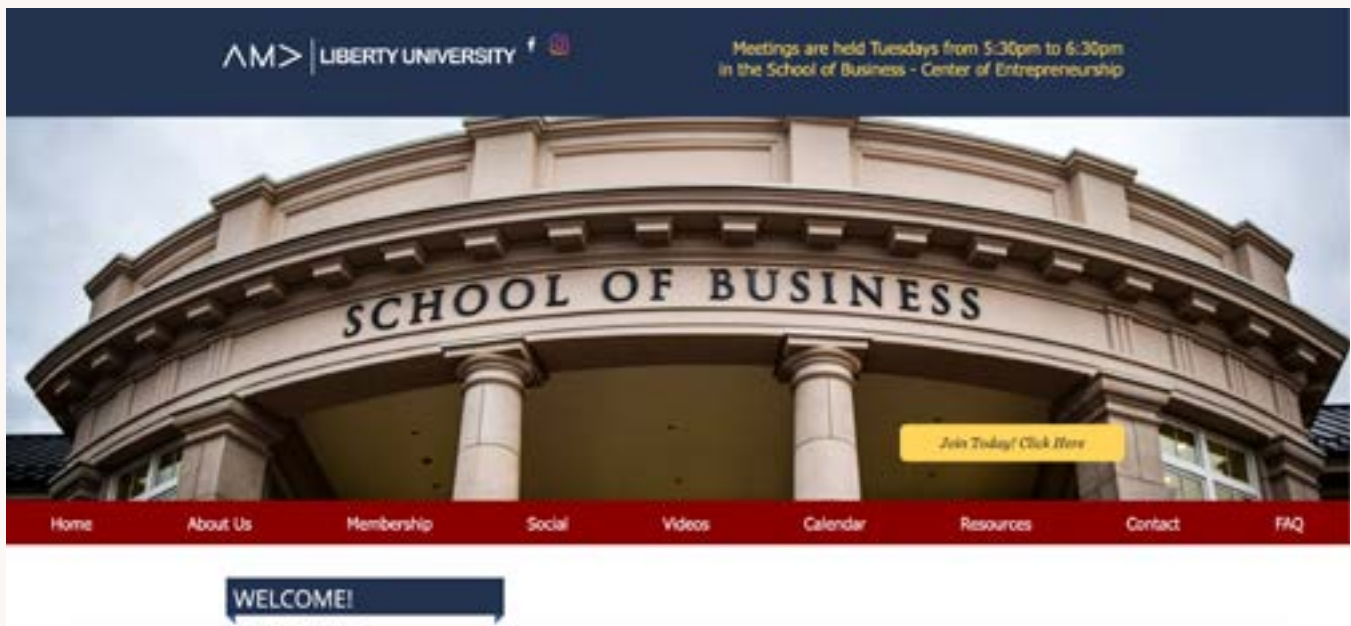 AM> LIBERTY UNIVERSITY f
Meetings are held Tuesdays from 5:30pm to 6:30pm
in the School of Business - Center of Entrepreneurship
SCHOOL OF BUSINESS
Join Today! Click Here
Home About Us Membership Social Videos Calendar Resources Contact FAQ
WELCOME!